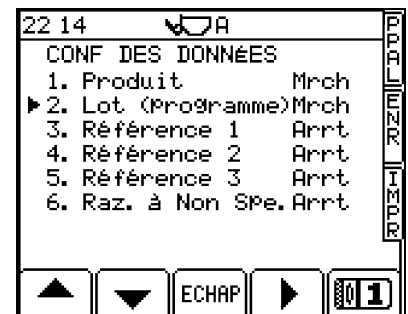 22 14 A
CONF DES DONNÉES
1. Produit Mrch
2. Lot (Programme) Mrch
3. Référence 1 Arrt
4. Référence 2 Arrt
5. Référence 3 Arrt
6. Raz. à Non Spe. Arrt
PPAL
ENR
IMPR
ECHAP
1